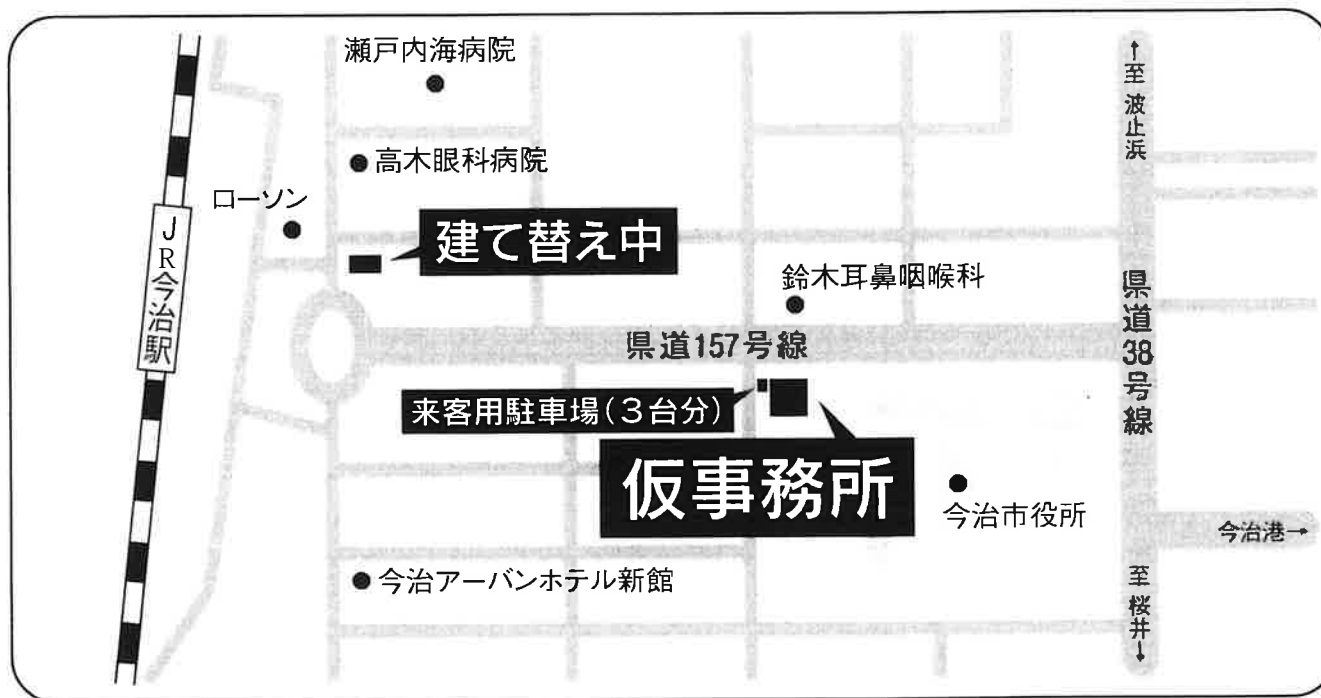 瀬戸内海病院
↑至波止浜
高木眼科病院
ローソン
JR今治駅
建て替え中
鈴木耳鼻咽喉科
県道38号線
県道157号線
来客用駐車場(3台分)
仮事務所
今治市役所
今治港→
今治アーバンホテル新館
至桜井↓